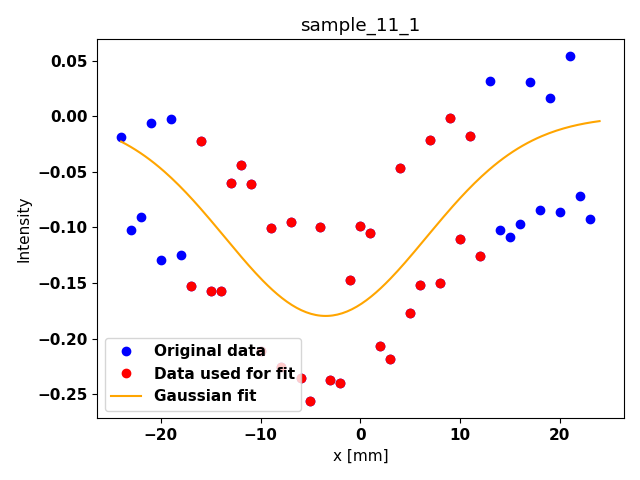 sample_11_1
0.05
0.00
−0.05
−0.10
−0.15
−0.20
−0.25
Intensity
Original data
Data used for fit
Gaussian fit
−20 −10 0 10 20
x [mm]